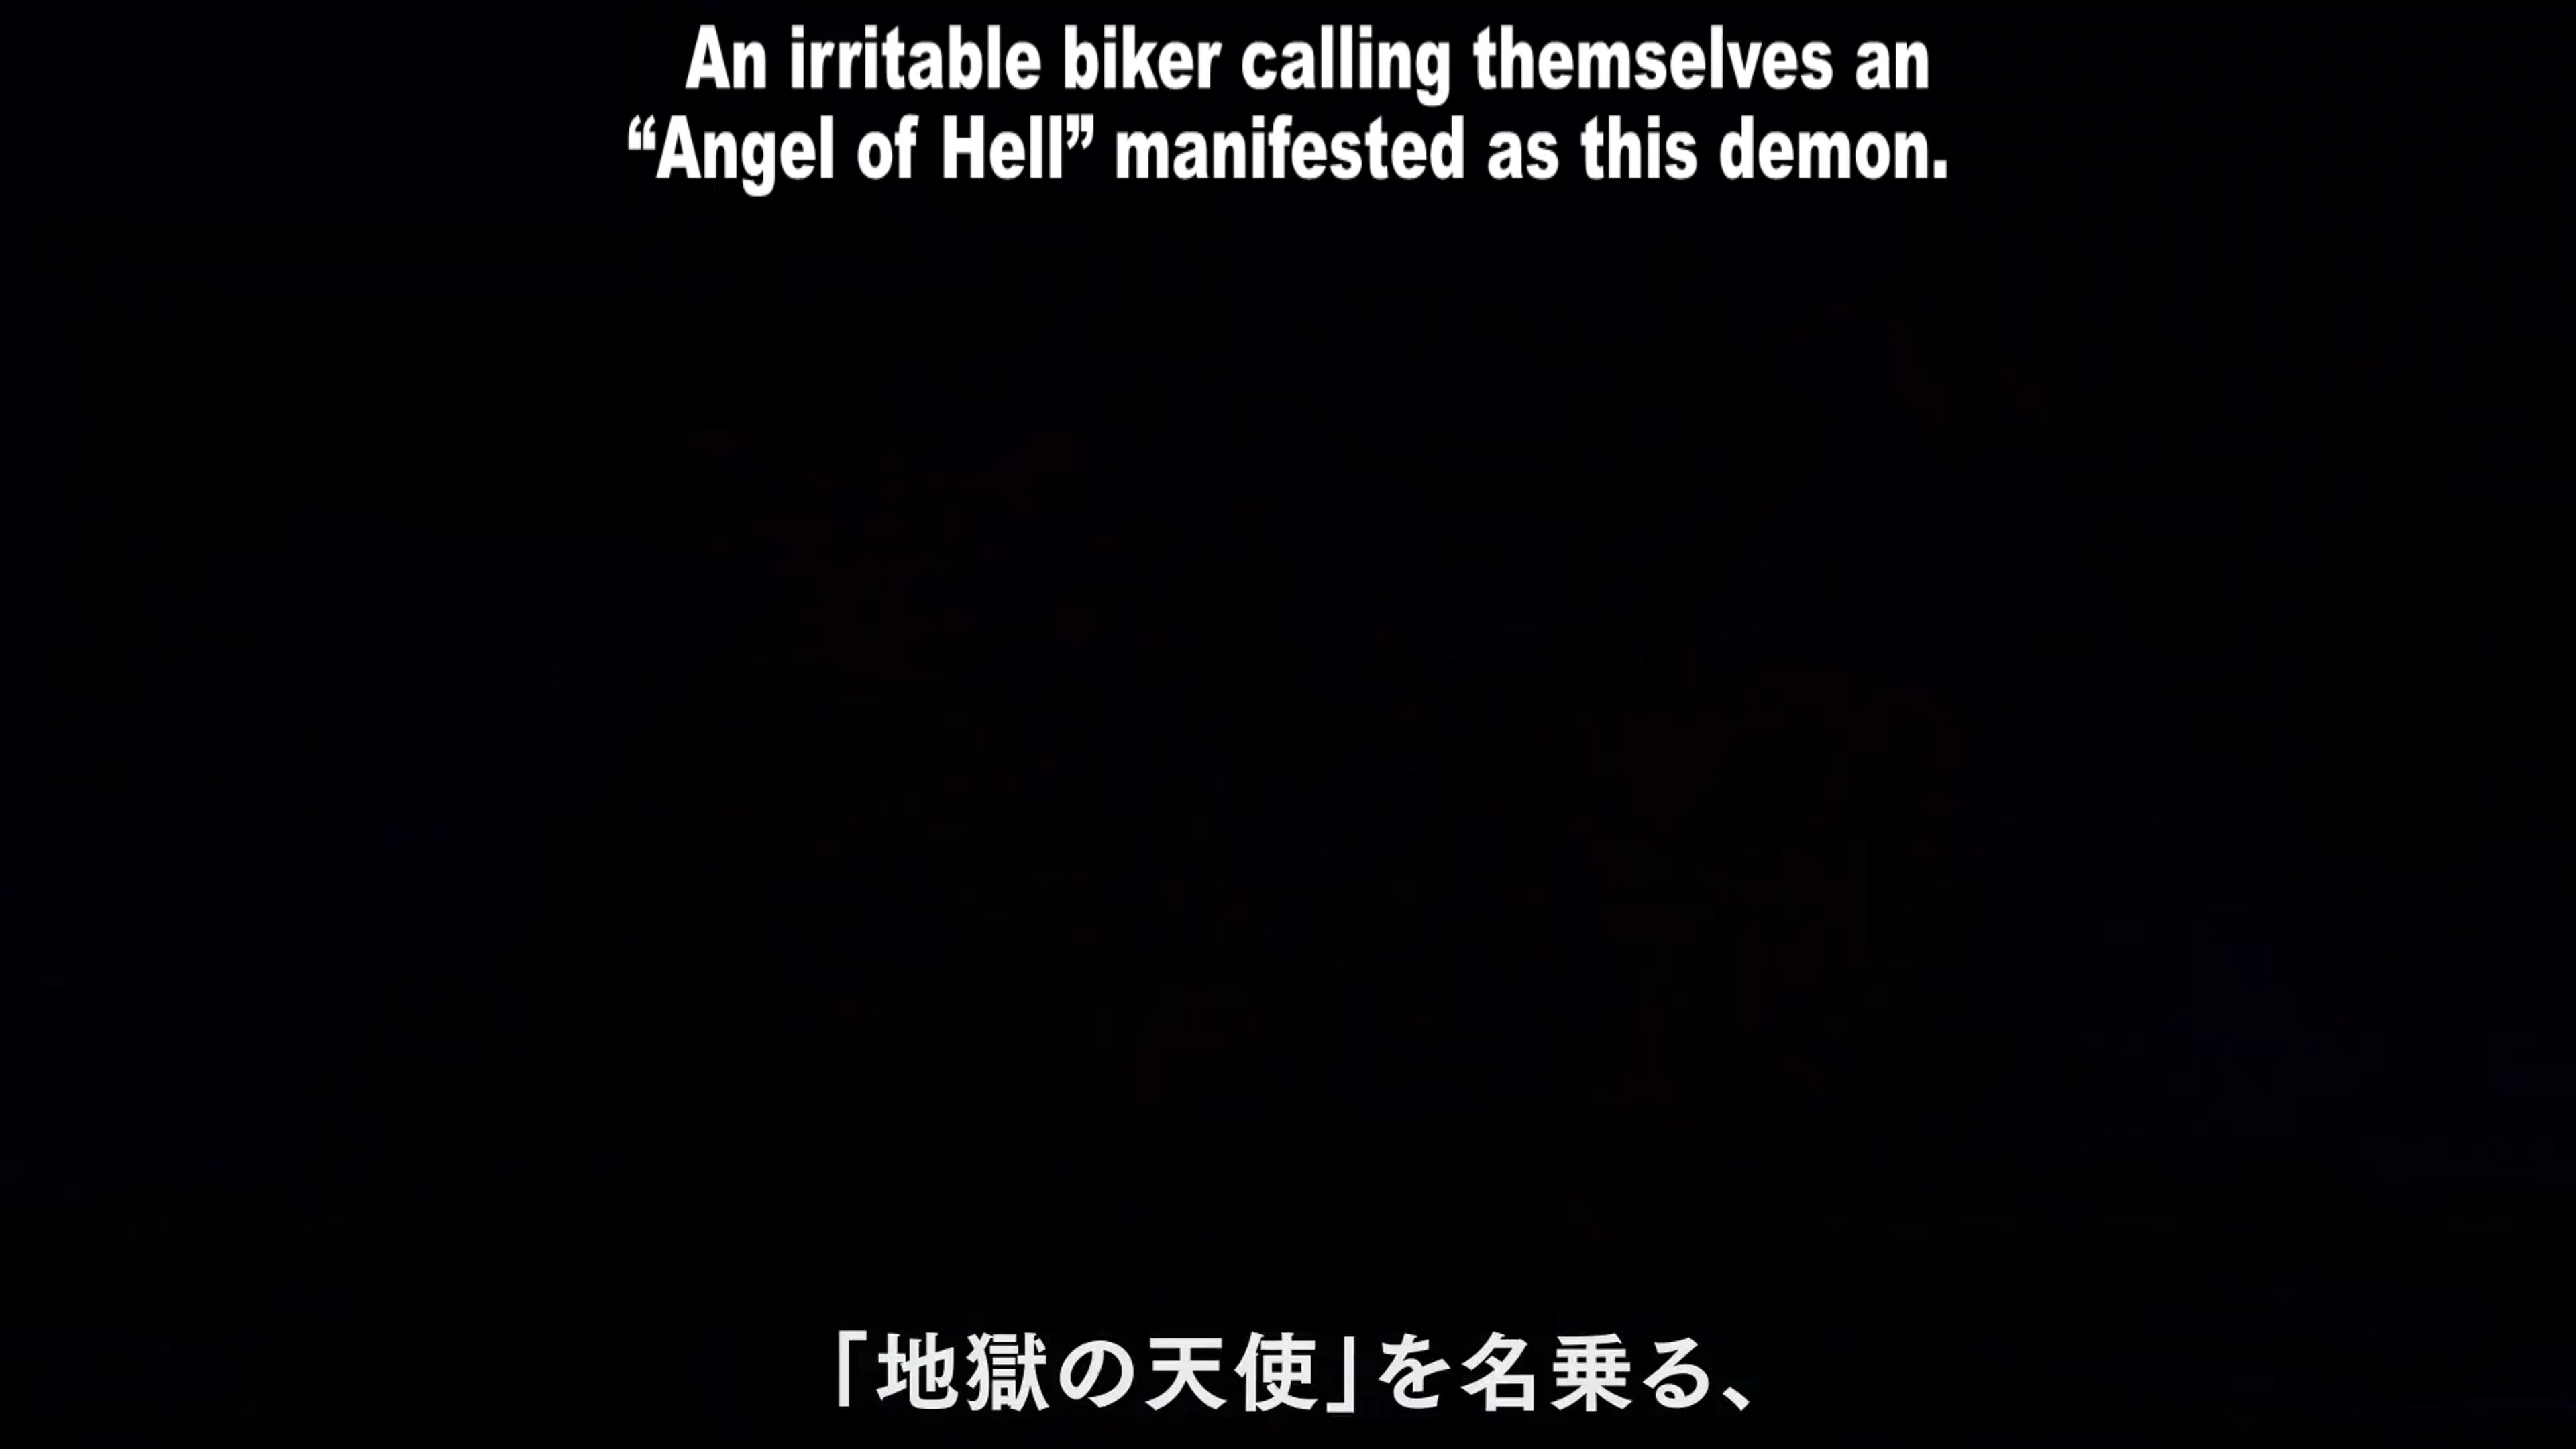 An irritable biker calling themselves an
“Angel of Hell” manifested as this demon.
「地獄の天使」を名乗る、